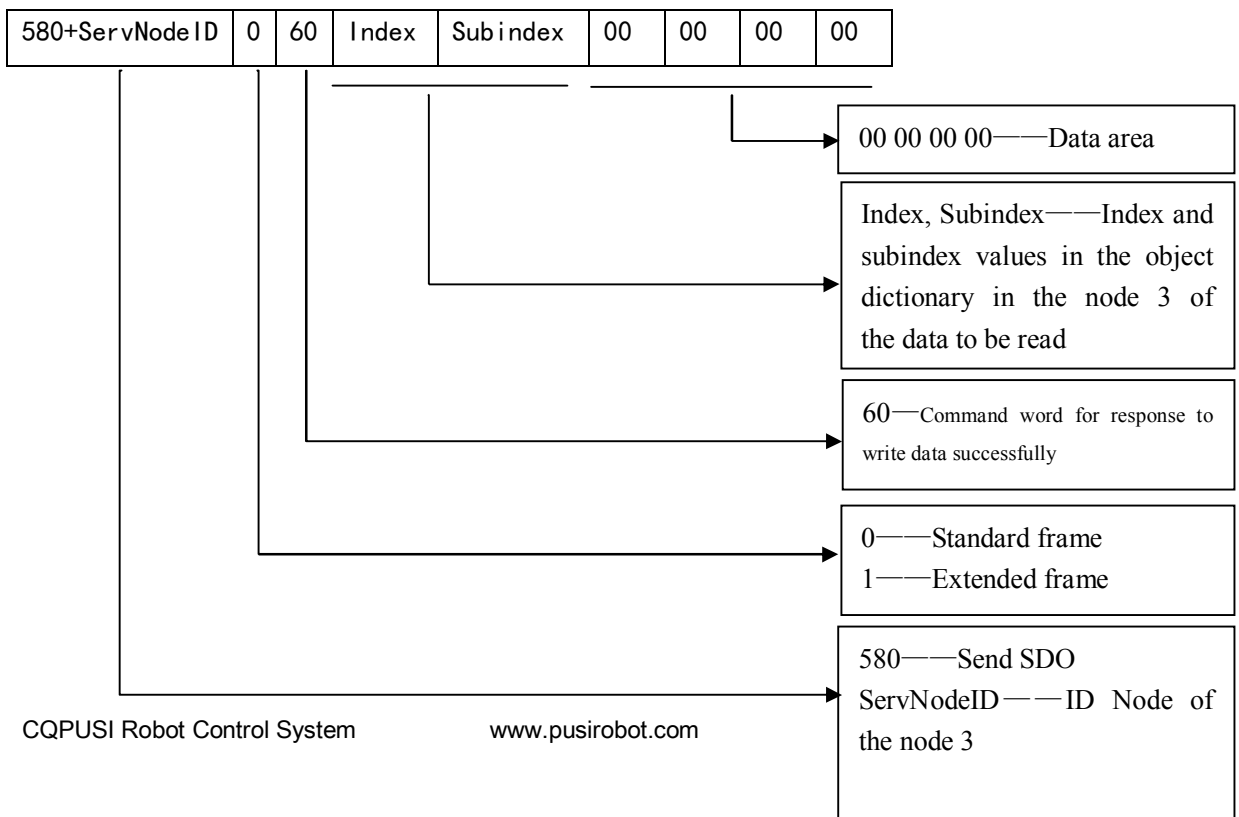 580+ServNodeID 0 60 Index Subindex 00 00 00 00
00 00 00 00——Data area
Index, Subindex——Index and
subindex values in the object
dictionary in the node 3 of
the data to be read
60—Command word for response to
write data successfully
0——Standard frame
1——Extended frame
580——Send SDO
ServNodeID——ID Node of
the node 3
CQPUSI Robot Control System www.pusirobot.com